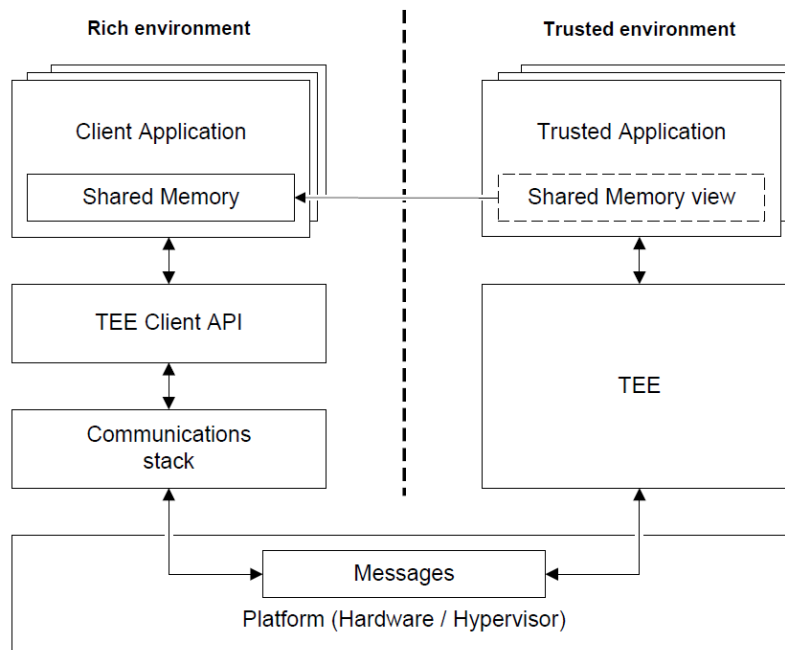 Rich environment
Trusted environment
Client Application
Trusted Application
Shared Memory
Shared Memory view
TEE Client API
TEE
Communications
stack
Messages
Platform (Hardware / Hypervisor)